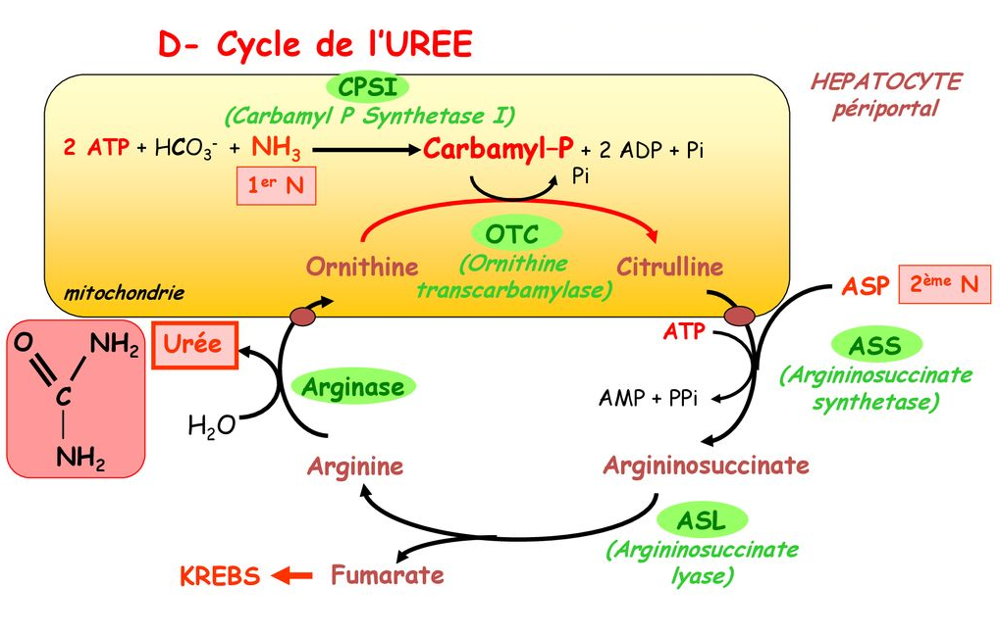 D- Cycle de l'UREE
HEPATOCYTE
périportal
CPSI
(Carbamyl P Synthetase I)
2 ATP + HCO₃⁻ + NH₃
Carbamyl–P + 2 ADP + Pi
1er N
Pi
OTC
(Ornithine
transcarbamylase)
Ornithine
Citrulline
mitochondrie
ASP
2ème N
O
NH₂
C
NH₂
Urée
ATP
ASS
(Argininosuccinate
synthetase)
Arginase
AMP + PPi
H₂O
Arginine
Argininosuccinate
ASL
(Argininosuccinate
lyase)
KREBS
Fumarate